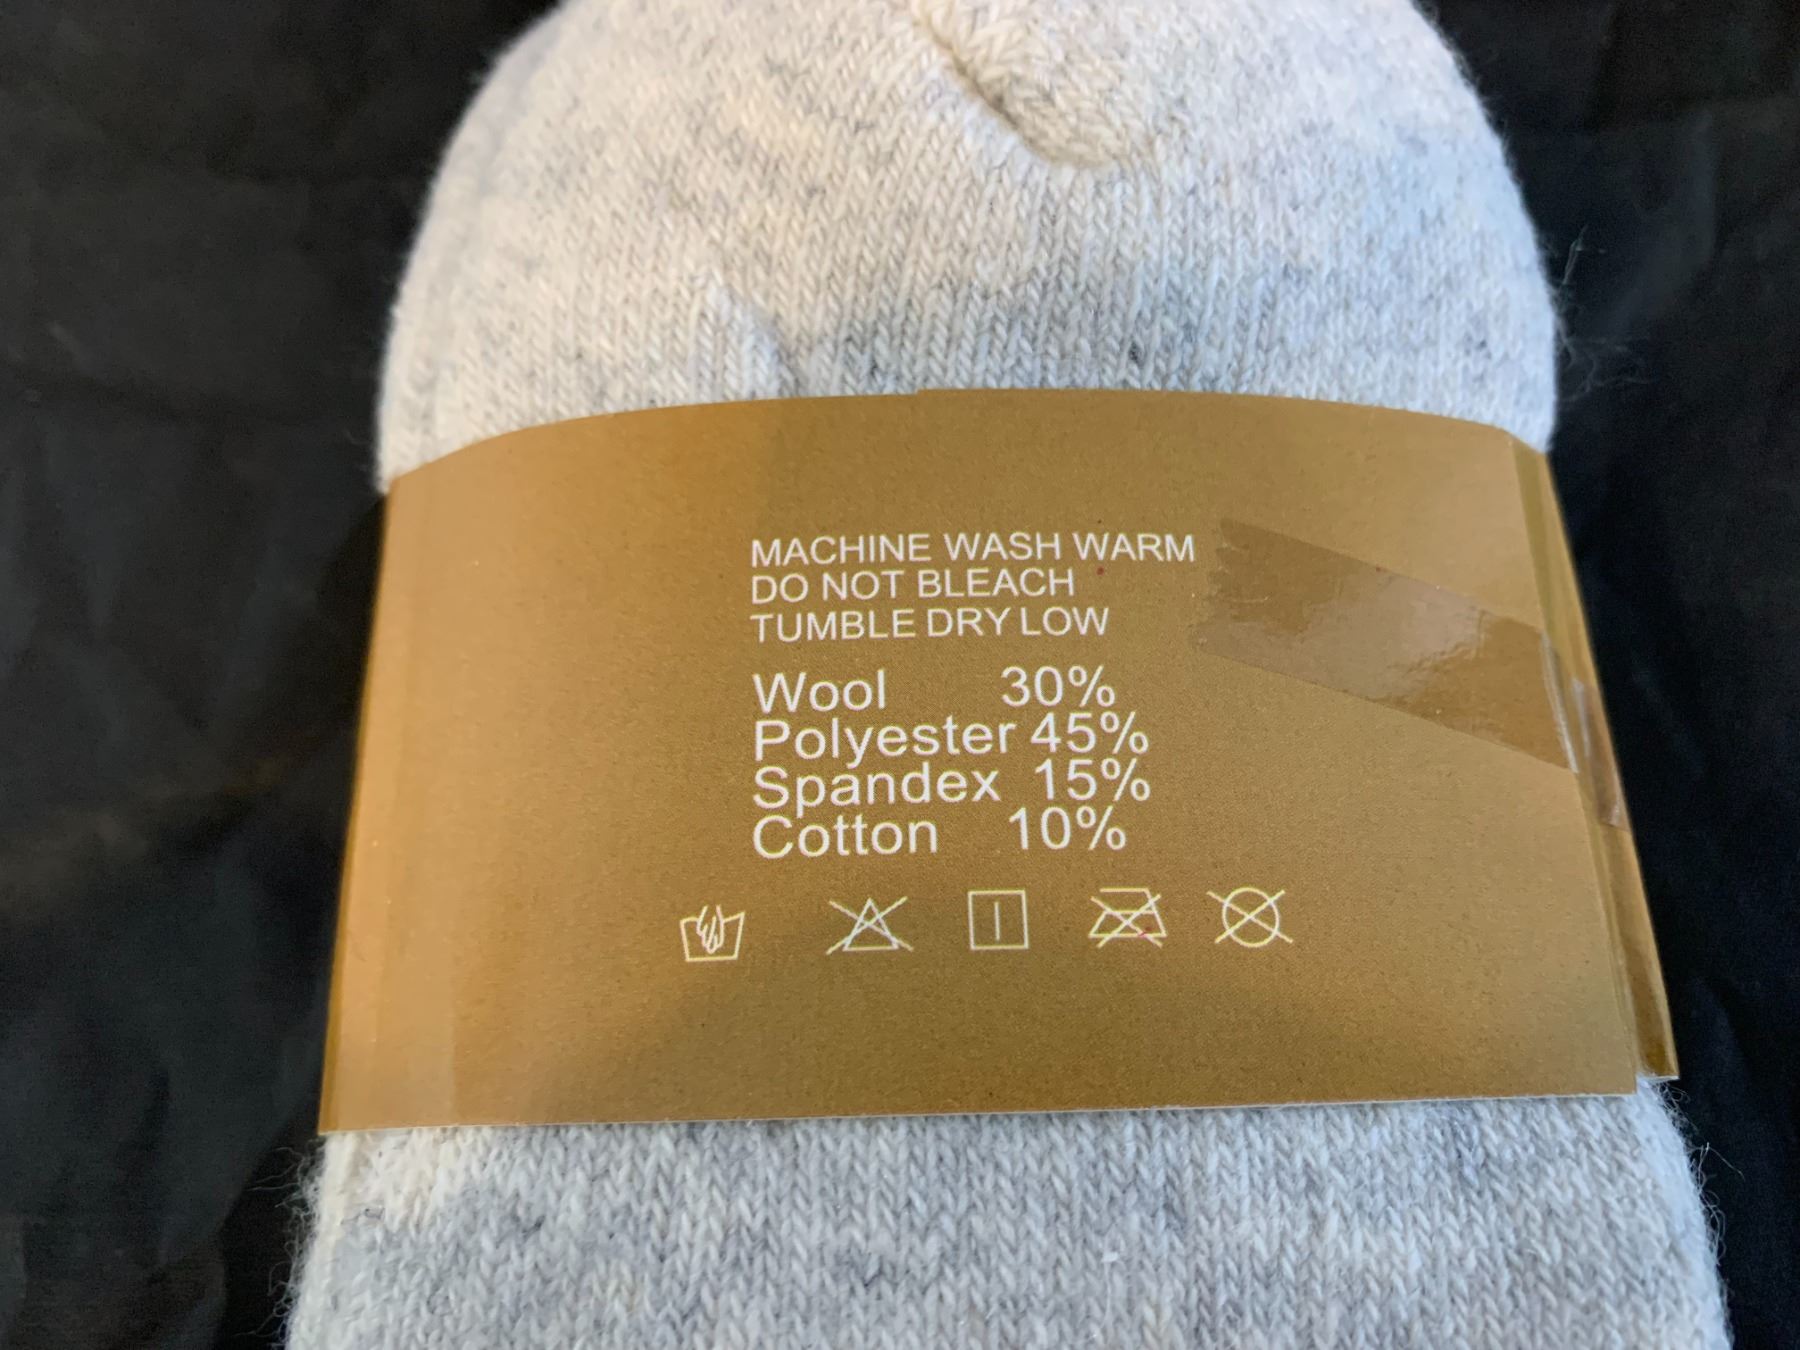 MACHINE WASH WARM
DO NOT BLEACH
TUMBLE DRY LOW
Wool 30%
Polyester 45%
Spandex 15%
Cotton 10%